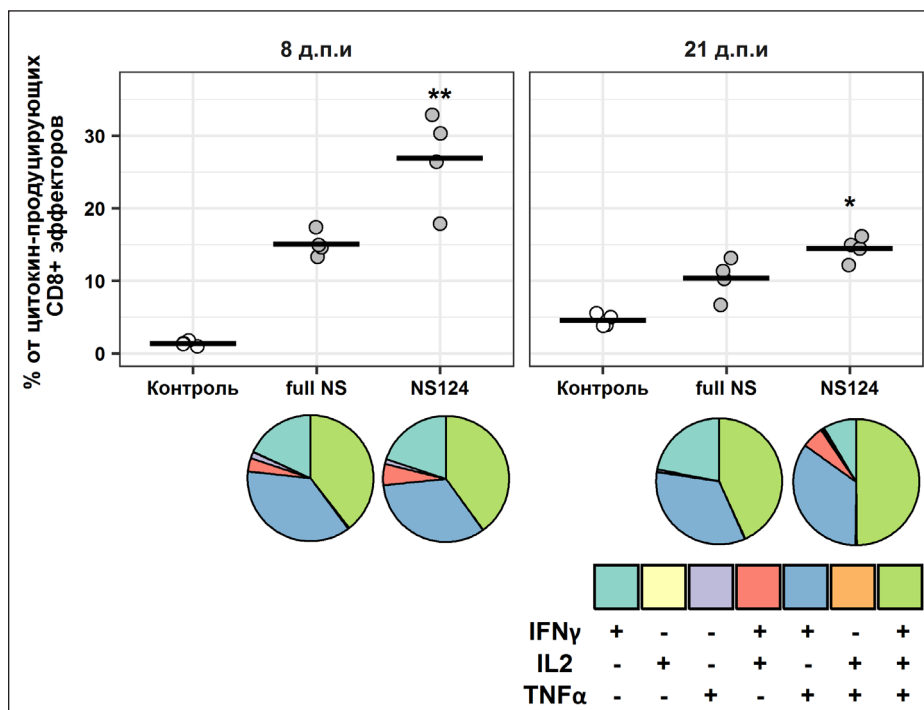 8 д.п.и 21 д.п.и
% от цитокин-продуцирующих
CD8+ эффекторов
**
*
30
20
10
0
Контроль full NS NS124 Контроль full NS NS124
IFNγ + - - + + - +
IL2 - + - + - + +
TNFα - - + - + + +